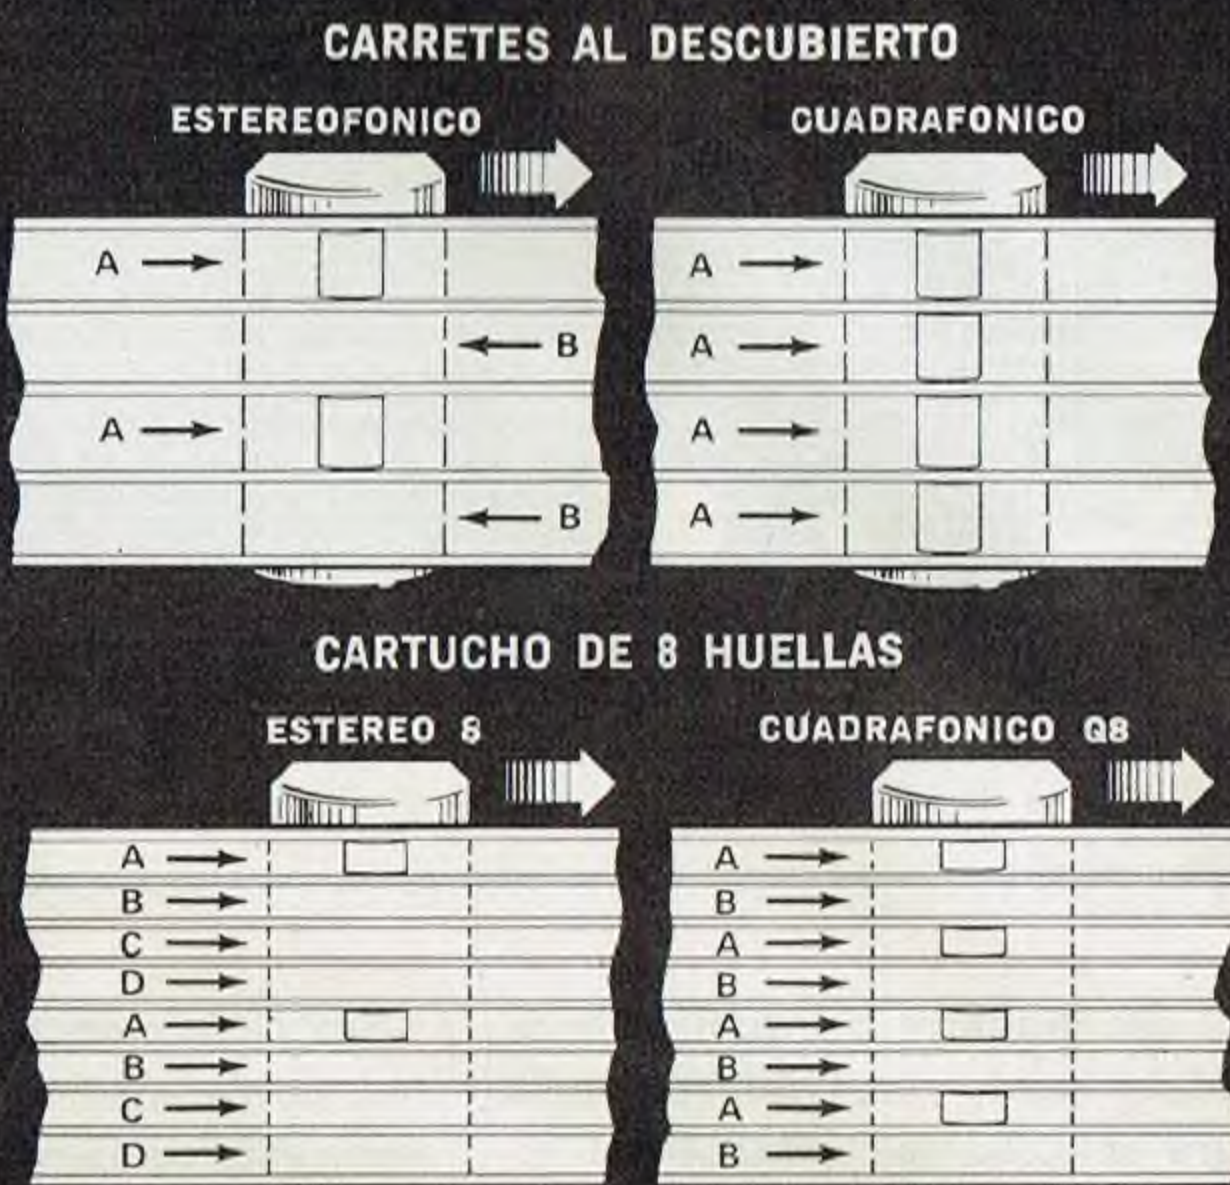 CARRETES AL DESCUBIERTO
ESTEREOFONICO
A
B
A
B
CUADRAFONICO
A
A
A
A
CARTUCHO DE 8 HUELLAS
ESTEREO 8
A
B
C
D
A
B
C
D
CUADRAFONICO Q8
A
B
A
B
A
B
A
B